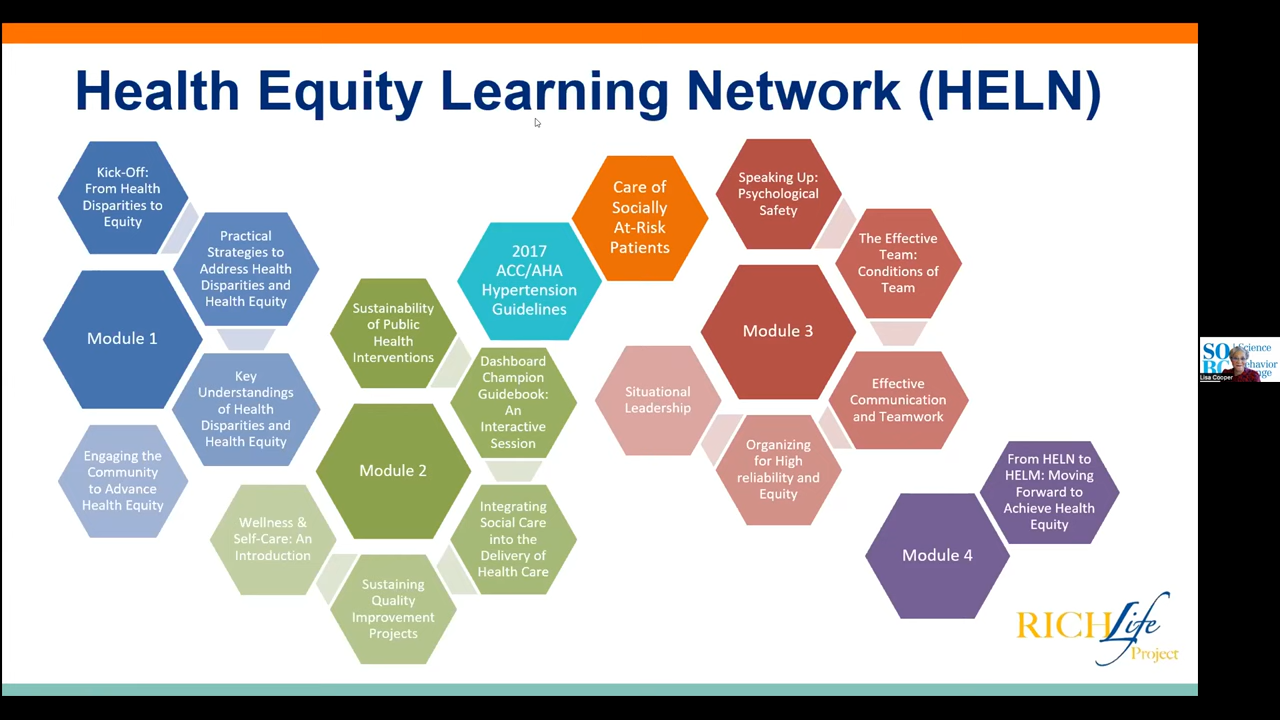 Health Equity Learning Network (HELN)
Kick-Off:
From Health
Disparities to
Equity
Practical
Strategies to
Address Health
Disparities and
Health Equity
Module 1
Key
Understandings
of Health
Disparities and
Health Equity
Engaging the
Community
to Advance
Health Equity
Sustainability
of Public
Health
Interventions
Dashboard
Champion
Guidebook:
An
Interactive
Session
Module 2
Integrating
Social Care
into the
Delivery of
Health Care
Sustaining
Quality
Improvement
Projects
Wellness &
Self-Care: An
Introduction
2017
ACC/AHA
Hypertension
Guidelines
Care of
Socially
At-Risk
Patients
Speaking Up:
Psychological
Safety
The Effective
Team:
Conditions of
Team
Module 3
Effective
Communication
and Teamwork
Organizing
for High
reliability and
Equity
Situational
Leadership
Module 4
From HELN to
HELM: Moving
Forward to
Achieve Health
Equity
RICH Life
Project
Science
Lisa Cooper